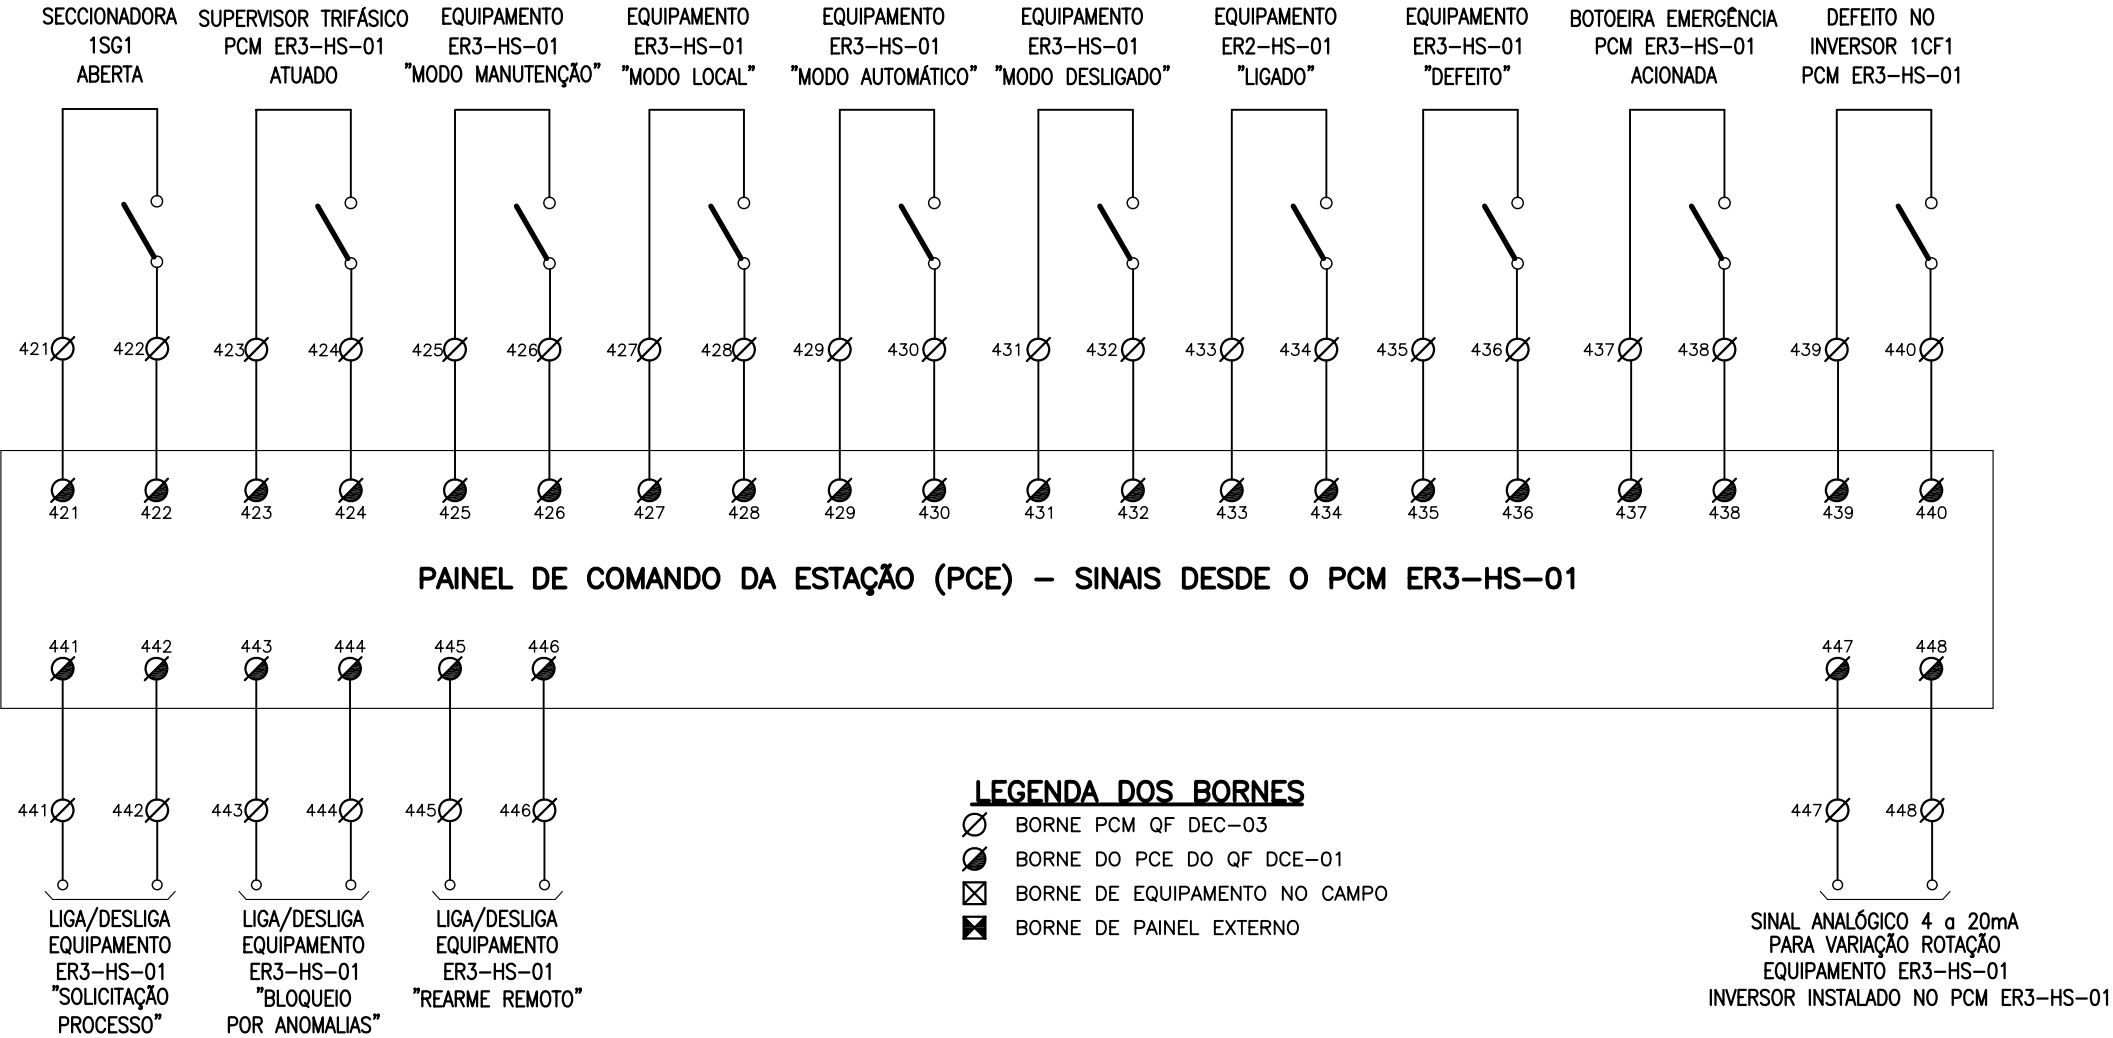 SECCIONADORA
1SG1
ABERTA
SUPERVISOR TRIFÁSICO
PCM ER3-HS-01
ATUADO
EQUIPAMENTO
ER3-HS-01
"MODO MANUTENÇÃO"
EQUIPAMENTO
ER3-HS-01
"MODO LOCAL"
EQUIPAMENTO
ER3-HS-01
"MODO AUTOMÁTICO"
EQUIPAMENTO
ER3-HS-01
"MODO DESLIGADO"
EQUIPAMENTO
ER2-HS-01
"LIGADO"
EQUIPAMENTO
ER3-HS-01
"DEFEITO"
BOTOEIRA EMERGÊNCIA
PCM ER3-HS-01
ACIONADA
DEFEITO NO
INVERSOR 1CF1
PCM ER3-HS-01
421 422 423 424 425 426 427 428 429 430 431 432 433 434 435 436 437 438 439 440
421 422 423 424 425 426 427 428 429 430 431 432 433 434 435 436 437 438 439 440
PAINEL DE COMANDO DA ESTAÇÃO (PCE) - SINAIS DESDE O PCM ER3-HS-01
441 442 443 444 445 446 447 448
441 442 443 444 445 446 447 448
LEGENDA DOS BORNES
BORNE PCM QF DEC-03
BORNE DO PCE DO QF DCE-01
BORNE DE EQUIPAMENTO NO CAMPO
BORNE DE PAINEL EXTERNO
LIGA/DESLIGA
EQUIPAMENTO
ER3-HS-01
"SOLICITAÇÃO
PROCESSO"
LIGA/DESLIGA
EQUIPAMENTO
ER3-HS-01
"BLOQUEIO
POR ANOMALIAS"
LIGA/DESLIGA
EQUIPAMENTO
ER3-HS-01
"REARME REMOTO"
SINAL ANALÓGICO 4 a 20mA
PARA VARIAÇÃO ROTAÇÃO
EQUIPAMENTO ER3-HS-01
INVERSOR INSTALADO NO PCM ER3-HS-01